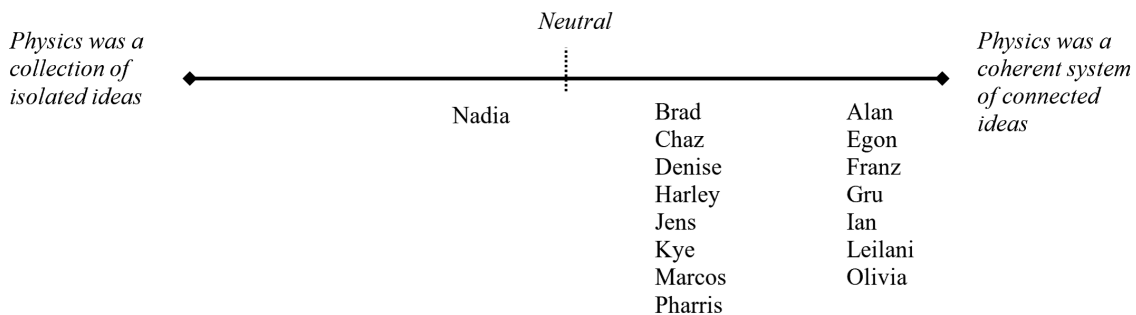 Neutral
Physics was a
collection of
isolated ideas
Physics was a
coherent system
of connected
ideas
Nadia
Brad
Chaz
Denise
Harley
Jens
Kye
Marcos
Pharris
Alan
Egon
Franz
Gru
Ian
Leilani
Olivia